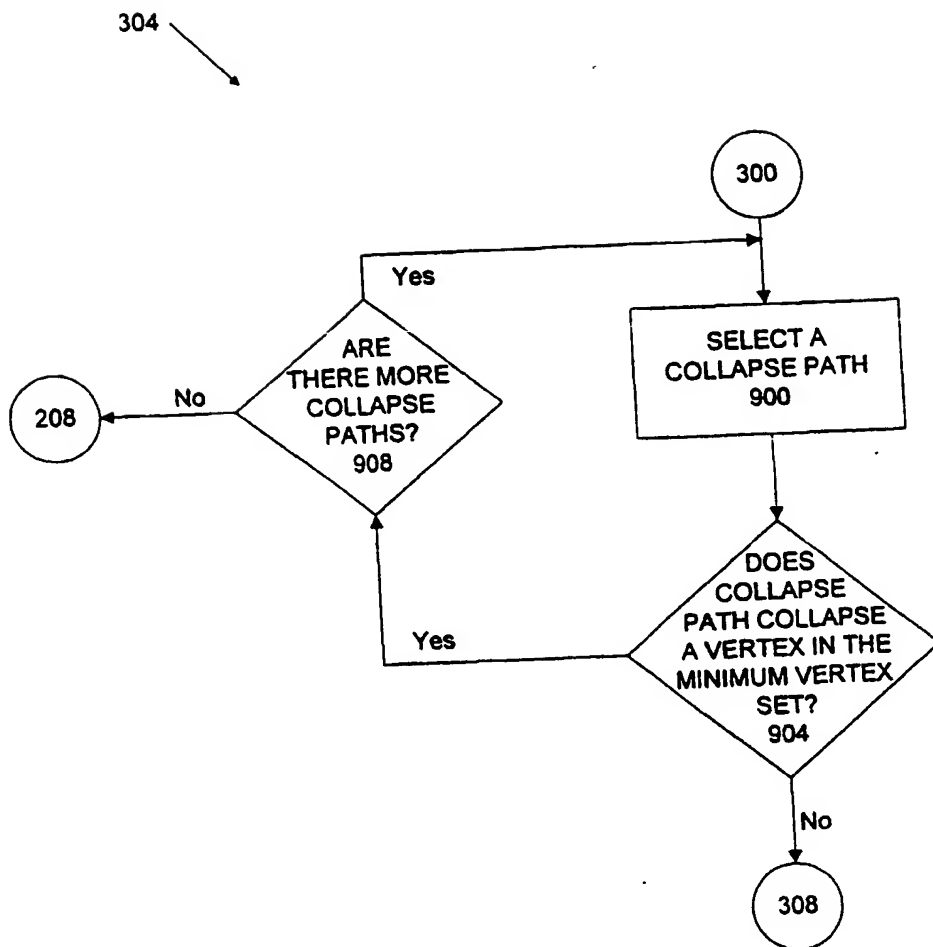 304
300
Yes
SELECT A
COLLAPSE PATH
900
ARE
THERE MORE
COLLAPSE
PATHS?
908
No
208
DOES
COLLAPSE
PATH COLLAPSE
A VERTEX IN THE
MINIMUM VERTEX
SET?
904
Yes
No
308